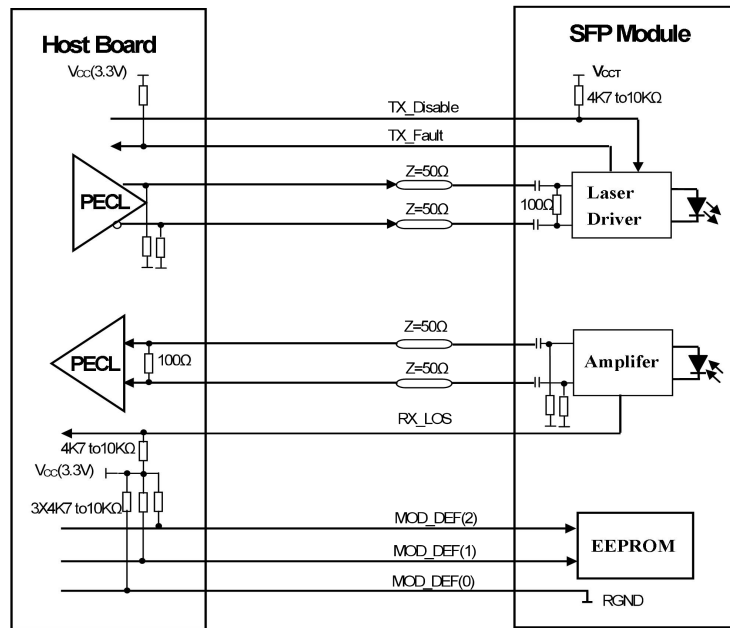 Host Board
SFP Module
VCC(3.3V)
VCCT
4K7 to10KΩ
TX_Disable
TX_Fault
PECL
Z=50Ω
Z=50Ω
100Ω
Laser
Driver
PECL
100Ω
Z=50Ω
Z=50Ω
Amplifer
RX_LOS
4K7 to10KΩ
VCC(3.3V)
3X4K7 to10KΩ
MOD_DEF(2)
MOD_DEF(1)
MOD_DEF(0)
EEPROM
RGND